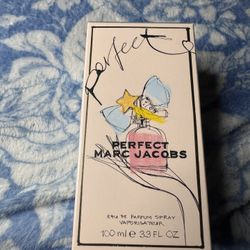 perfect!
PERFECT
MARC JACOBS
EAU DE PARFUM SPRAY
VAPORISATEUR
100 ml e 3.3 FL OZ